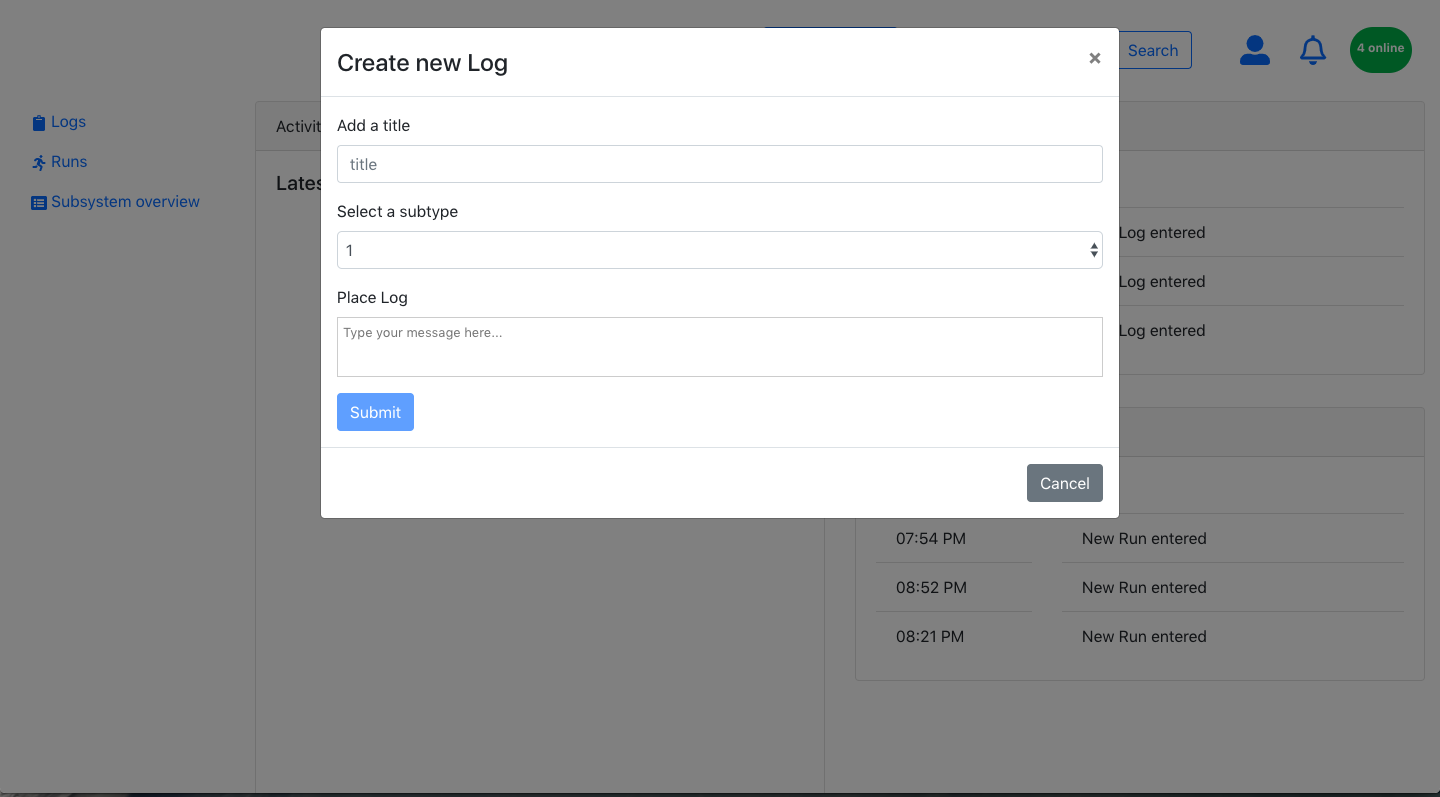 Create new Log
×
Search
4 online
Logs
Runs
Subsystem overview
Add a title
title
Select a subtype
1
Place Log
Type your message here...
Submit
Cancel
Log entered
Log entered
Log entered
07:54 PM New Run entered
08:52 PM New Run entered
08:21 PM New Run entered